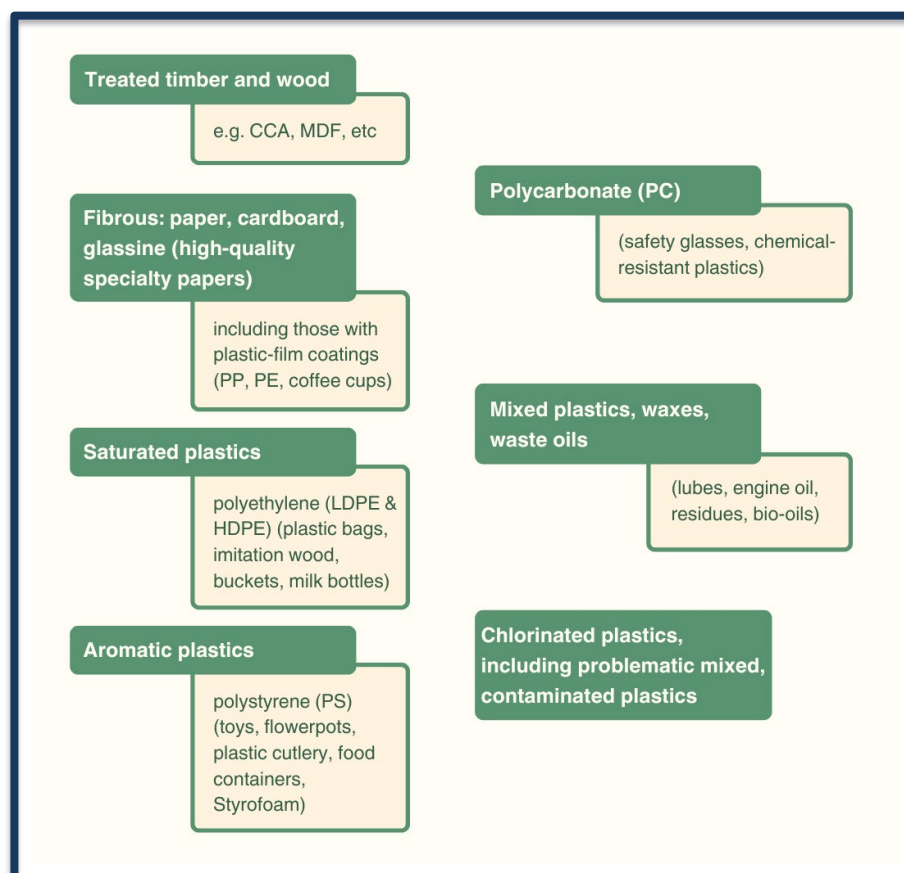 Treated timber and wood
e.g. CCA, MDF, etc
Fibrous: paper, cardboard,
glassine (high-quality
specialty papers)
including those with
plastic-film coatings
(PP, PE, coffee cups)
Saturated plastics
polyethylene (LDPE &
HDPE) (plastic bags,
imitation wood,
buckets, milk bottles)
Aromatic plastics
polystyrene (PS)
(toys, flowerpots,
plastic cutlery, food
containers,
Styrofoam)
Polycarbonate (PC)
(safety glasses, chemical-
resistant plastics)
Mixed plastics, waxes,
waste oils
(lubes, engine oil,
residues, bio-oils)
Chlorinated plastics,
including problematic mixed,
contaminated plastics